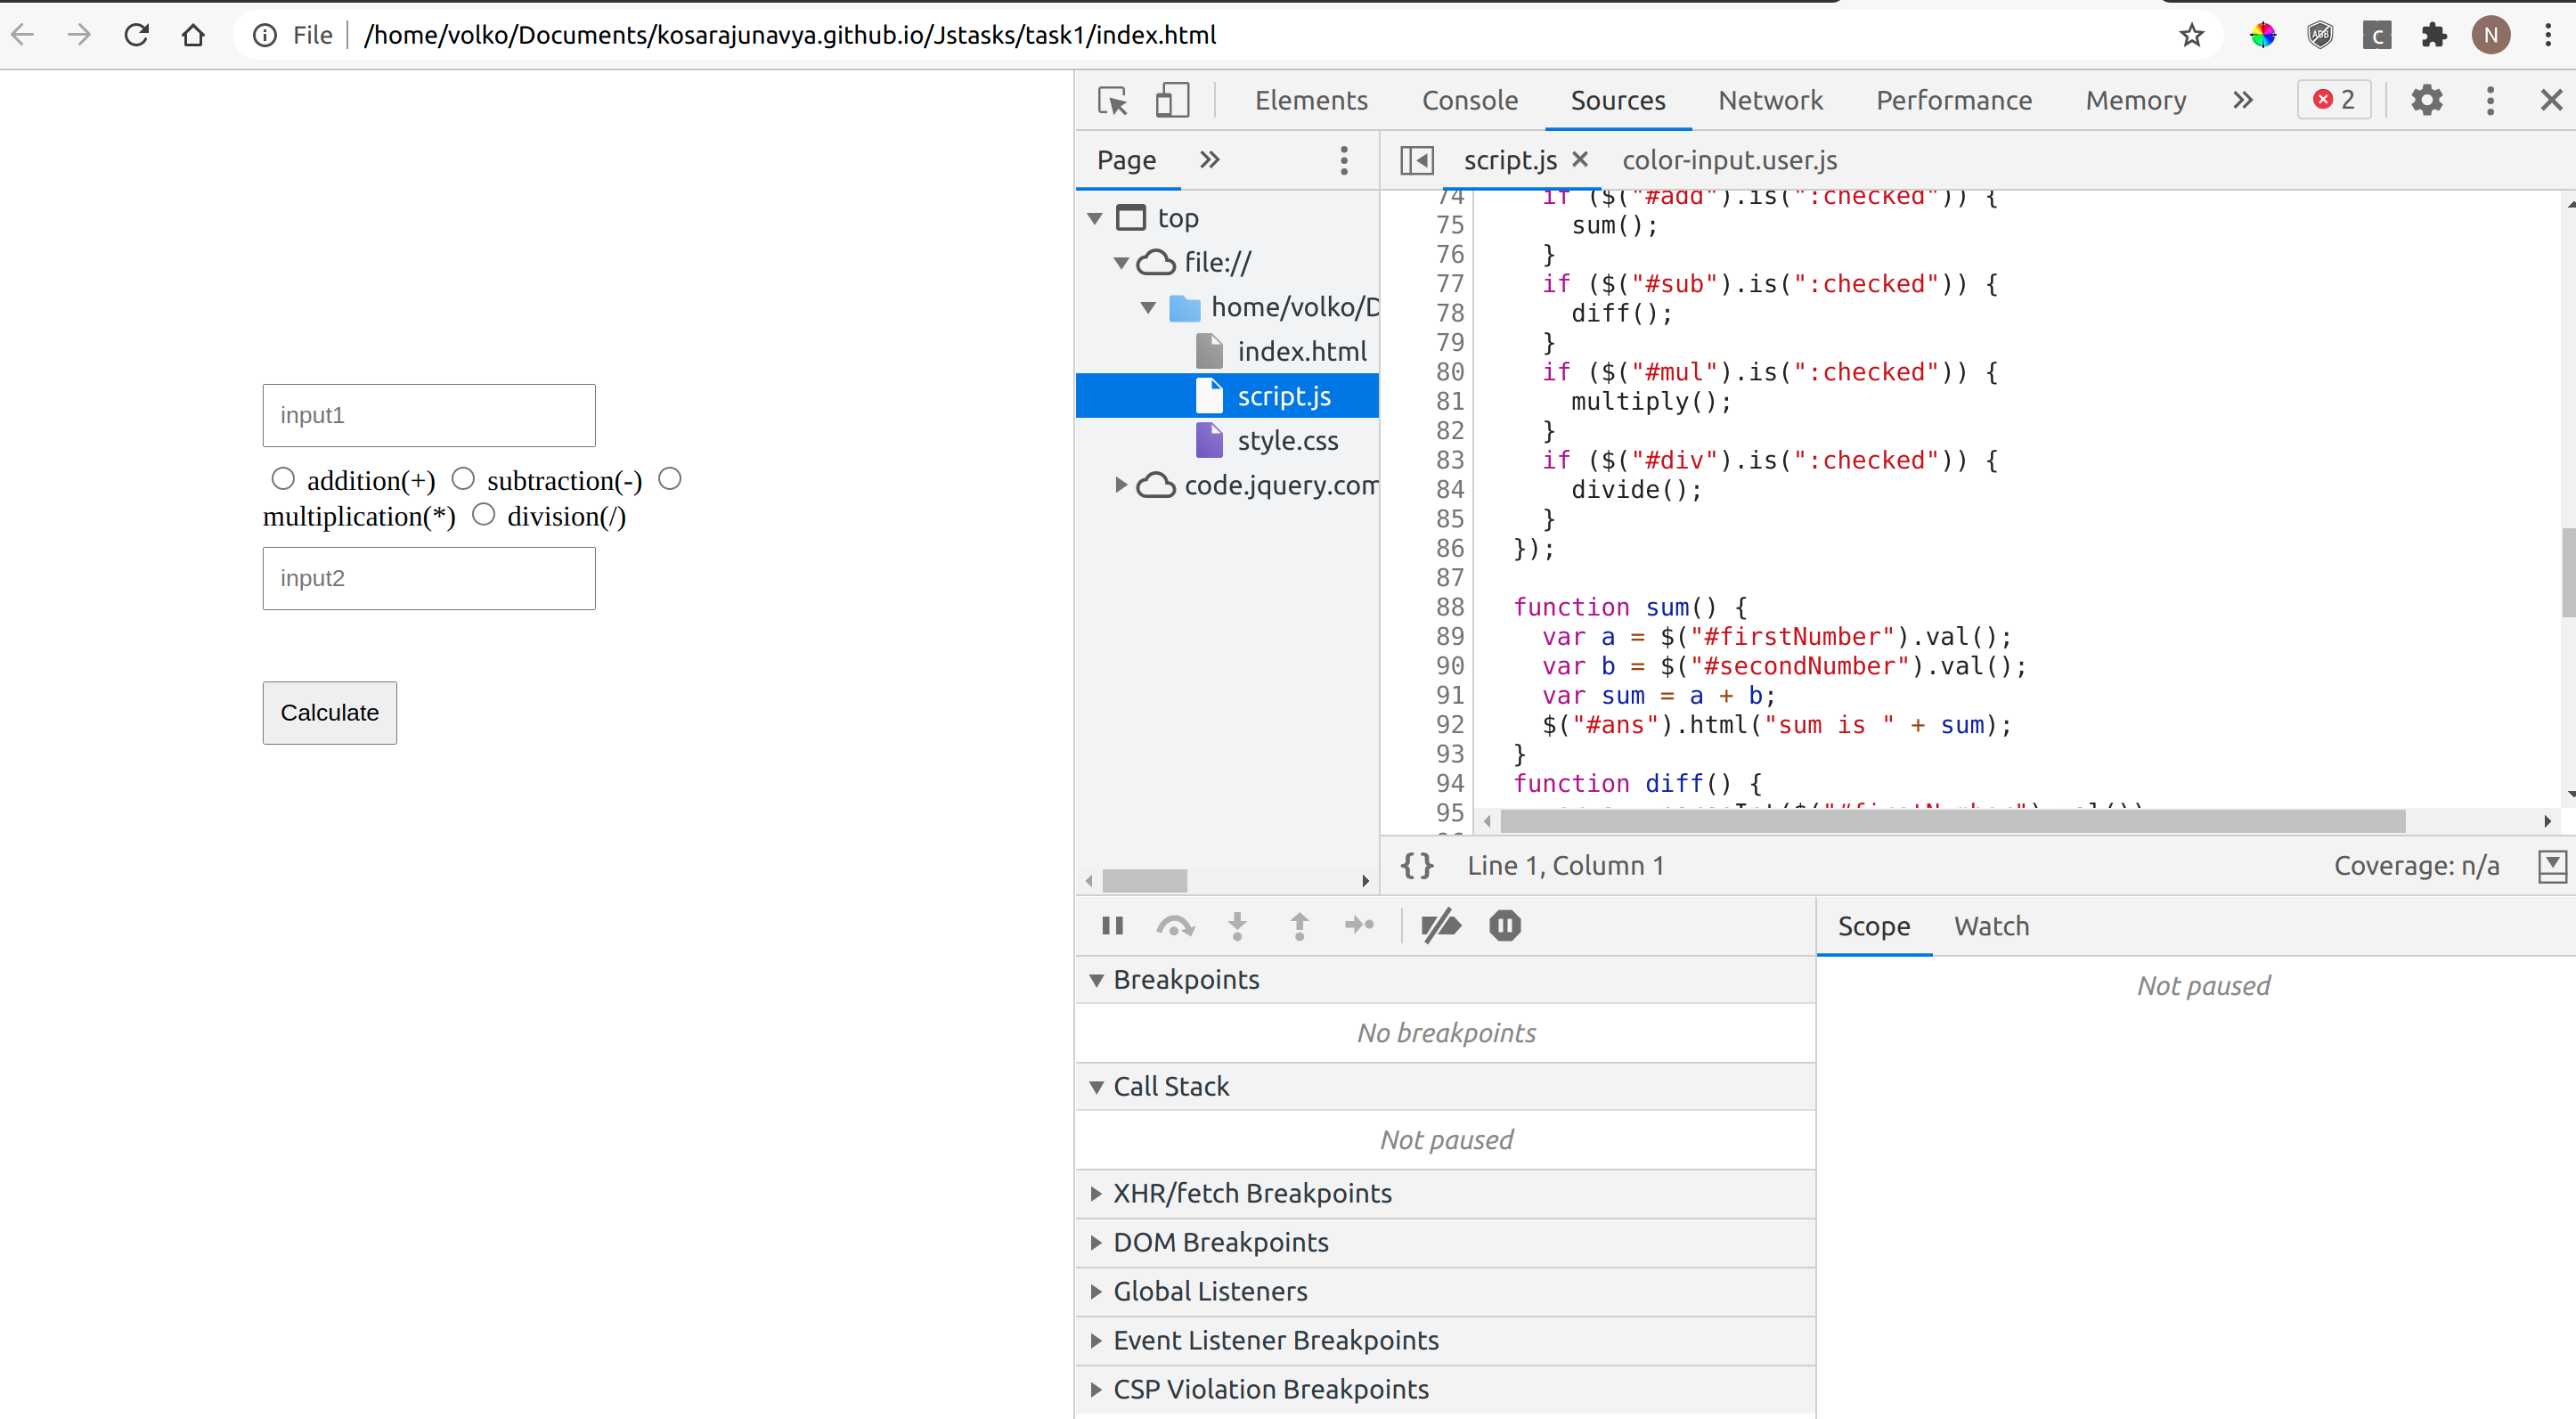 File /home/volko/Documents/kosarajunavya.github.io/Jstasks/task1/index.html
ABP
C
N
input1
addition(+) subtraction(-)
multiplication(*) division(/)
input2
Calculate
Elements Console Sources Network Performance Memory 2
Page
script.js color-input.user.js
top
file://
home/volko/D
index.html
script.js
style.css
code.jquery.com
74 if ($("#add").is(":checked")) {
75 sum();
76 }
77 if ($("#sub").is(":checked")) {
78 diff();
79 }
80 if ($("#mul").is(":checked")) {
81 multiply();
82 }
83 if ($("#div").is(":checked")) {
84 divide();
85 }
86 });
87
88 function sum() {
89 var a = $("#firstNumber").val();
90 var b = $("#secondNumber").val();
91 var sum = a + b;
92 $("#ans").html("sum is " + sum);
93 }
94 function diff() {
95
{} Line 1, Column 1 Coverage: n/a
Scope Watch
Not paused
Breakpoints
No breakpoints
Call Stack
Not paused
XHR/fetch Breakpoints
DOM Breakpoints
Global Listeners
Event Listener Breakpoints
CSP Violation Breakpoints